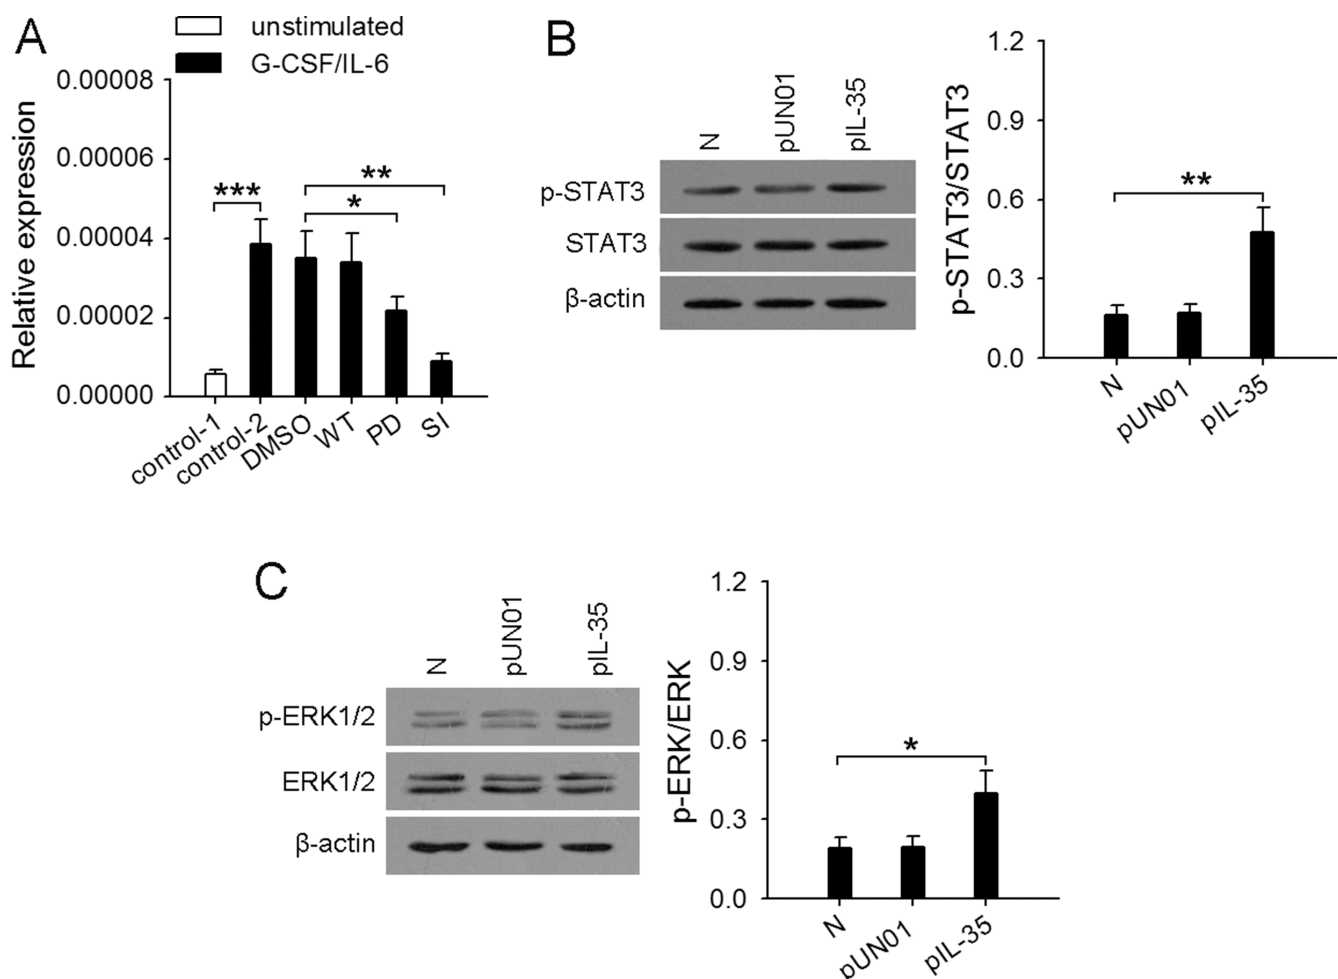 A
unstimulated
G-CSF/IL-6
Relative expression
0.00008
0.00006
0.00004
0.00002
0.00000
***
**
*
control-1
control-2
DMSO
WT
PD
SI
B
N
pUN01
pIL-35
p-STAT3
STAT3
β-actin
p-STAT3/STAT3
1.2
0.9
0.6
0.3
0.0
**
N
pUN01
pIL-35
C
N
pUN01
pIL-35
p-ERK1/2
ERK1/2
β-actin
p-ERK/ERK
1.2
0.9
0.6
0.3
0.0
*
N
pUN01
pIL-35